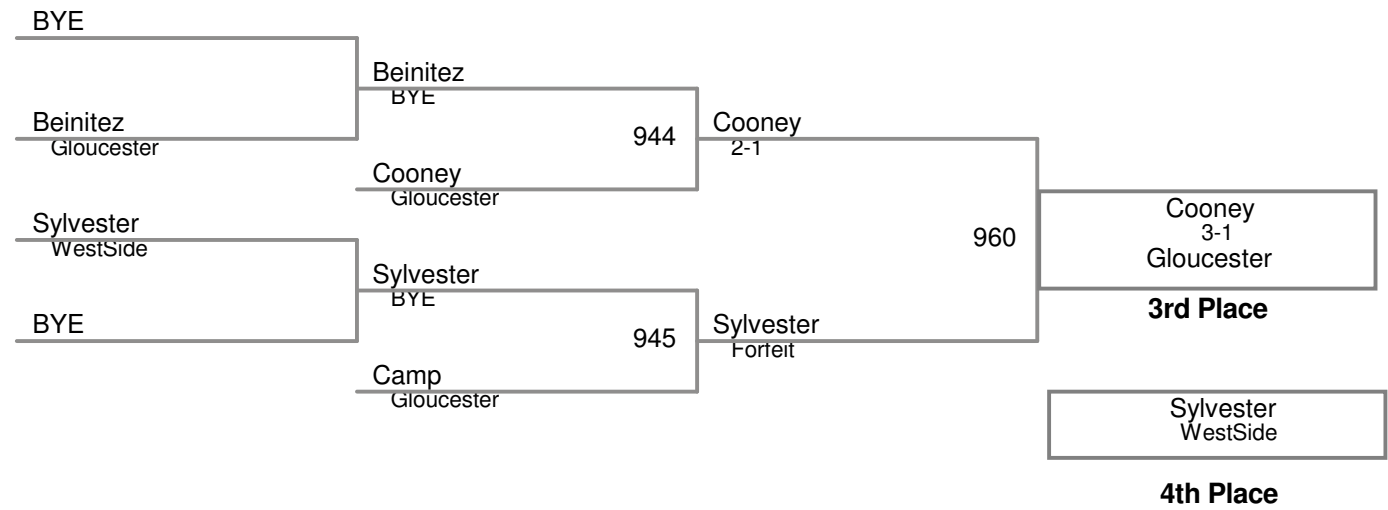 BYE
Beinitez
BYE
Beinitez
Gloucester
944
Cooney
2-1
Cooney
Gloucester
Sylvester
WestSide
960
Cooney
3-1
Gloucester
3rd Place
Sylvester
BYE
BYE
945
Sylvester
Forfeit
Camp
Gloucester
Sylvester
WestSide
4th Place